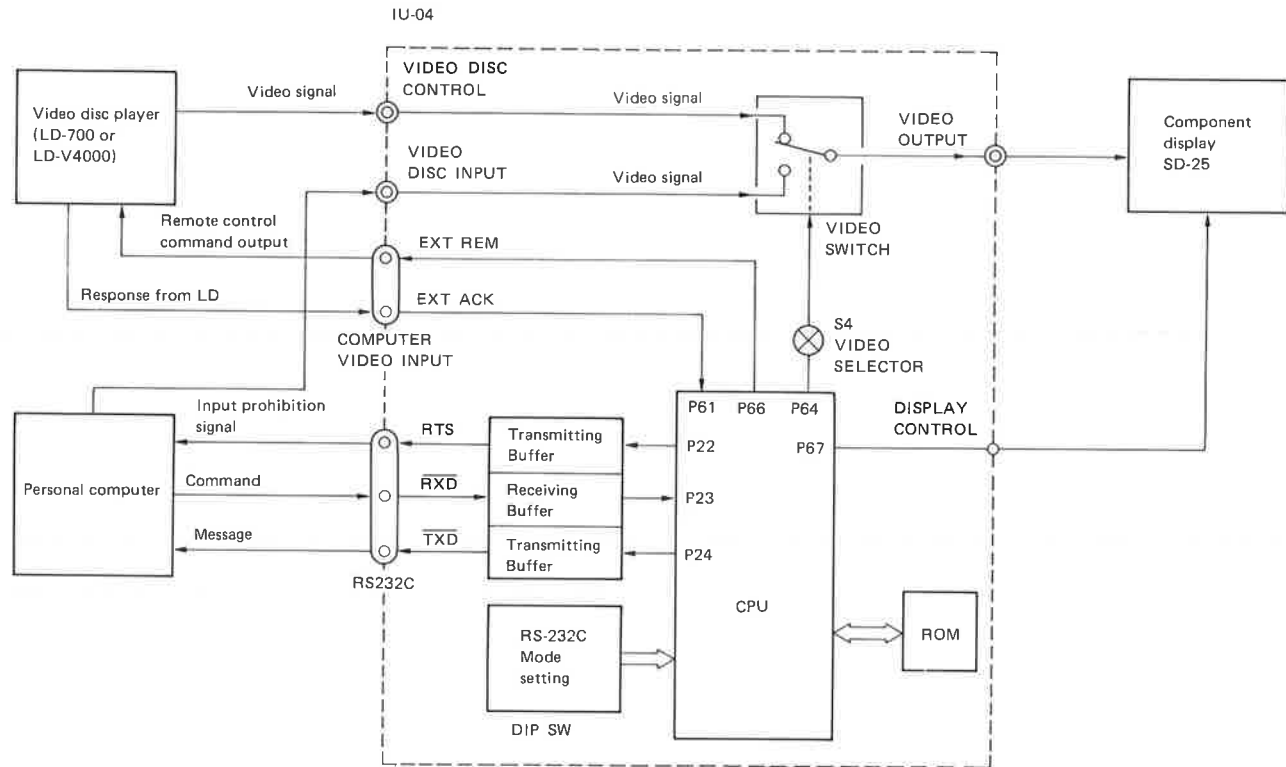 IU-04
Video disc player
(LD-700 or
LD-V4000)
Video signal
VIDEO DISC
CONTROL
Video signal
VIDEO
OUTPUT
Component
display
SD-25
VIDEO
DISC INPUT
Video signal
VIDEO
SWITCH
Remote control
command output
EXT REM
Response from LD
EXT ACK
COMPUTER
VIDEO INPUT
S4
VIDEO
SELECTOR
Personal computer
Input prohibition
signal
RTS
Transmitting
Buffer
Command
RXD
Receiving
Buffer
Message
TXD
Transmitting
Buffer
RS232C
P61
P66
P64
P22
P67
P23
P24
CPU
DISPLAY
CONTROL
RS-232C
Mode
setting
DIP SW
ROM